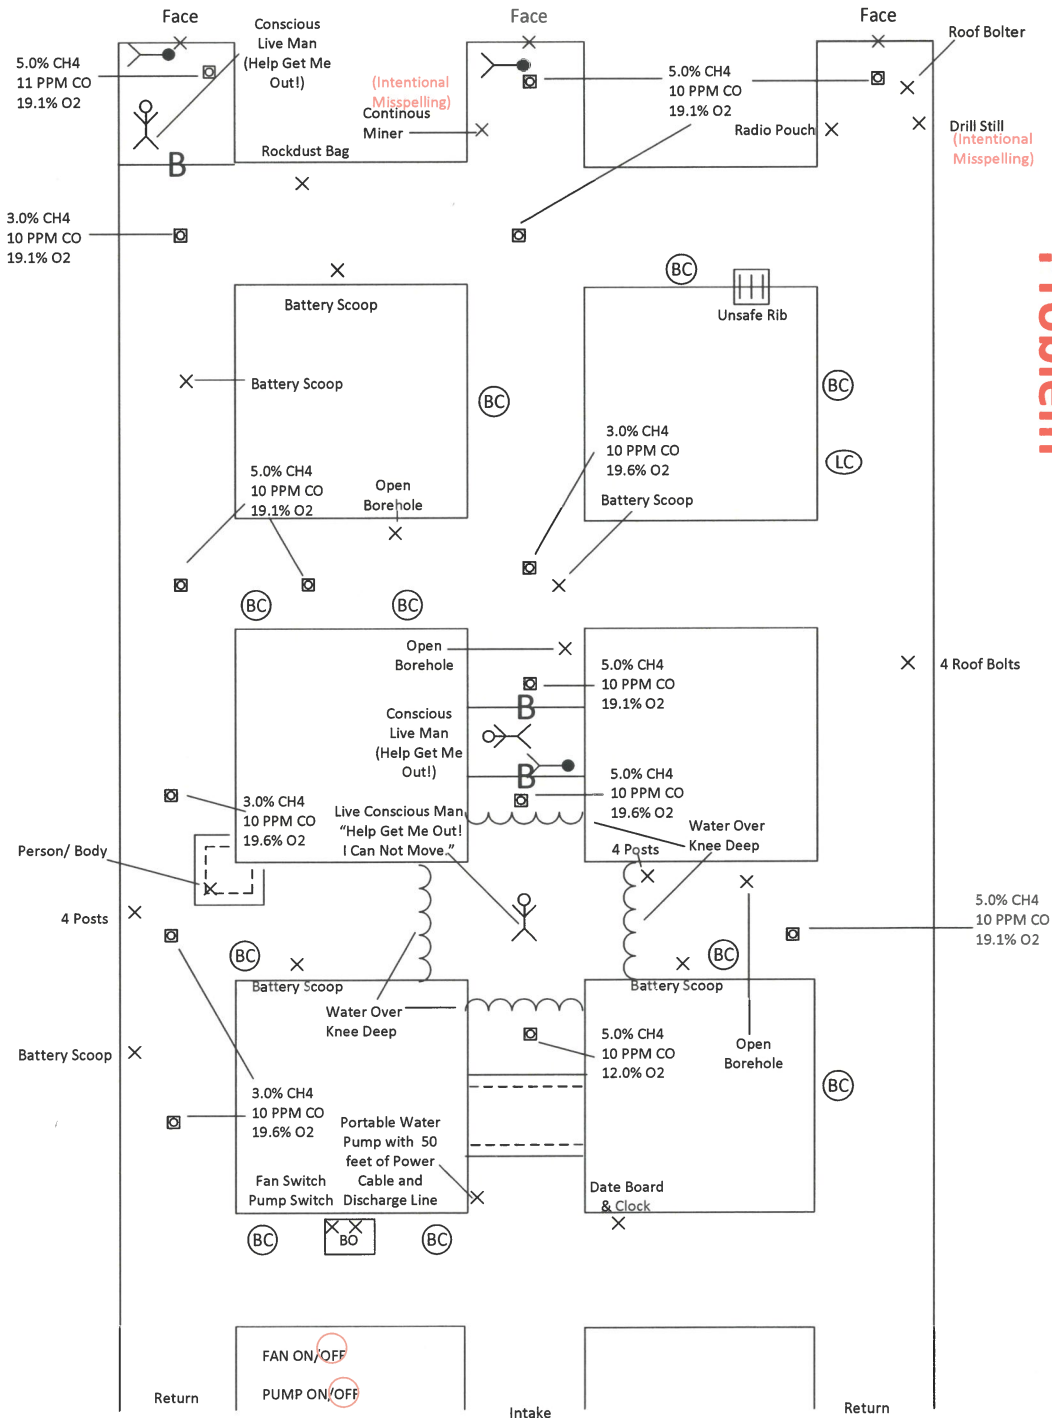 Face
Face
Face
Conscious
Live Man
(Help Get Me
Out!)
Roof Bolter
5.0% CH4
11 PPM CO
19.1% O2
(Intentional
Misspelling)
Continous
Miner
5.0% CH4
10 PPM CO
19.1% O2
Radio Pouch
Drill Still
(Intentional
Misspelling)
Rockdust Bag
B
3.0% CH4
10 PPM CO
19.1% O2
BC
Unsafe Rib
Problem
Battery Scoop
Battery Scoop
BC
BC
3.0% CH4
10 PPM CO
19.6% O2
LC
5.0% CH4
10 PPM CO
19.1% O2
Open
Borehole
Battery Scoop
BC
BC
Open
Borehole
5.0% CH4
10 PPM CO
19.1% O2
4 Roof Bolts
B
Conscious
Live Man
(Help Get Me
Out!)
B
5.0% CH4
10 PPM CO
19.6% O2
3.0% CH4
10 PPM CO
19.6% O2
Live Conscious Man
"Help Get Me Out!
I Can Not Move."
Water Over
Knee Deep
4 Posts
Person/ Body
4 Posts
5.0% CH4
10 PPM CO
19.1% O2
BC
BC
Battery Scoop
Battery Scoop
Water Over
Knee Deep
5.0% CH4
10 PPM CO
12.0% O2
Open
Borehole
Battery Scoop
BC
3.0% CH4
10 PPM CO
19.6% O2
Portable Water
Pump with 50
feet of Power
Cable and
Discharge Line
Fan Switch
Pump Switch
Date Board
& Clock
BC
BO
BC
FAN ON/OFF
PUMP ON/OFF
Return
Intake
Return